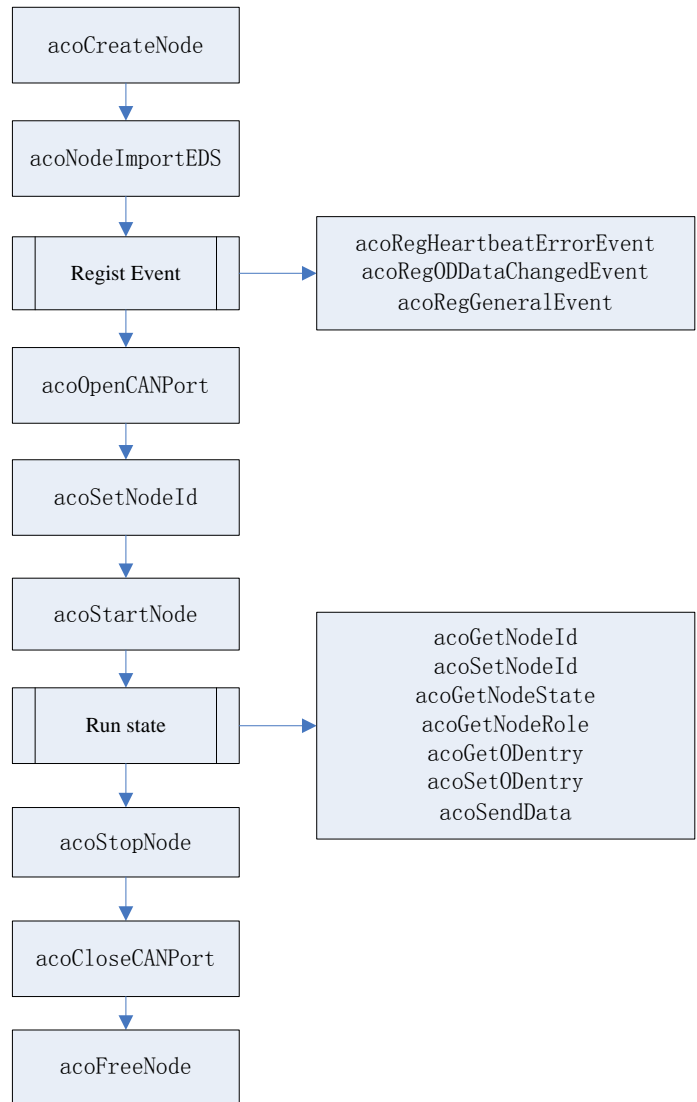 acoCreateNode
acoNodeImportEDS
Regist Event
acoRegHeartbeatErrorEvent
acoRegODDataChangedEvent
acoRegGeneralEvent
acoOpenCANPort
acoSetNodeId
acoStartNode
Run state
acoGetNodeId
acoSetNodeId
acoGetNodeState
acoGetNodeRole
acoGetODentry
acoSetODentry
acoSendData
acoStopNode
acoCloseCANPort
acoFreeNode